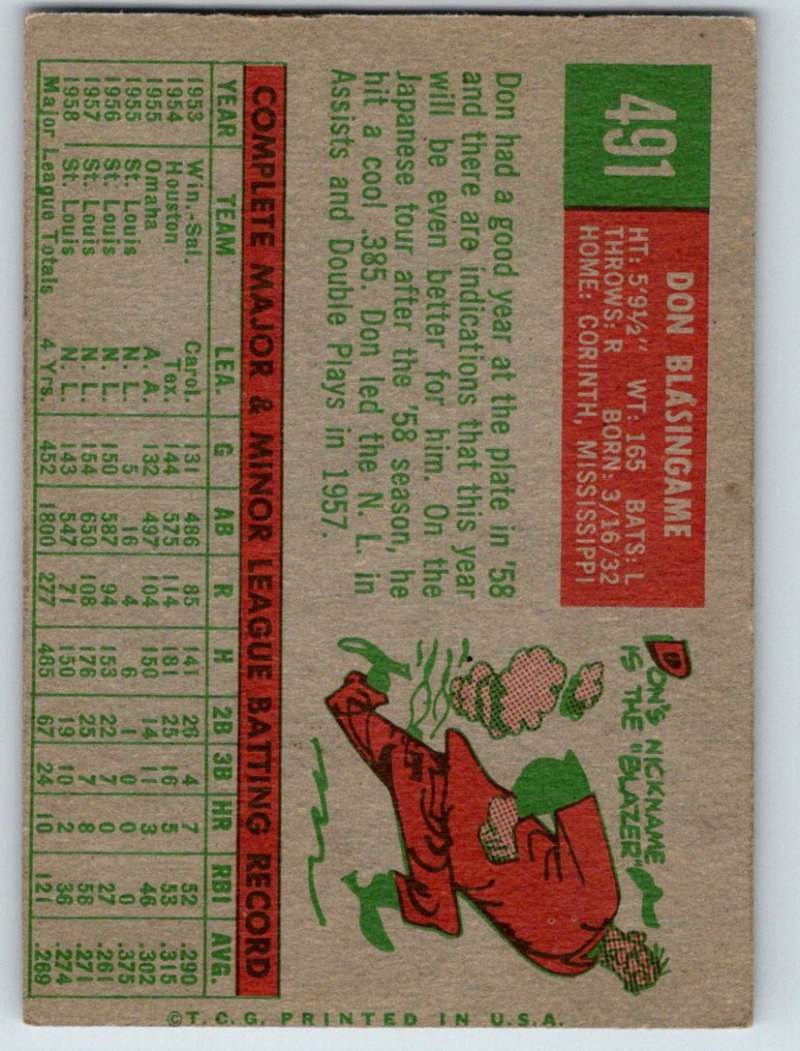 491
DON BLASINGAME
HT: 5'9½" WT: 165 BATS: L
THROWS: R BORN: 3/16/32
HOME: CORINTH, MISSISSIPPI
DON'S NICKNAME
IS THE "BLAZER"
Don had a good year at the plate in '58
and there are indications that this year
will be even better for him. On the
Japanese tour after the '58 season, he
hit a cool .385. Don led the N. L. in
Assists and Double Plays in 1957.
COMPLETE MAJOR & MINOR LEAGUE BATTING RECORD
YEAR TEAM LEA. G AB R H 2B 3B HR RBI AVG.
1953 Win.-Sal. Carol. 131 486 85 141 26 4 7 52 .290
1954 Houston Tex. 144 575 114 181 25 16 5 53 .315
1955 Omaha A. A. 132 497 104 150 14 11 3 46 .302
1955 St. Louis N. L. 5 16 4 6 1 0 0 0 .375
1956 St. Louis N. L. 150 587 94 153 22 7 0 27 .261
1957 St. Louis N. L. 154 650 108 176 25 7 8 58 .271
1958 St. Louis N. L. 143 547 71 150 19 10 2 36 .274
Major League Totals 4 Yrs. 452 1800 277 485 67 24 10 121 .269
©T. C. G. PRINTED IN U.S.A.